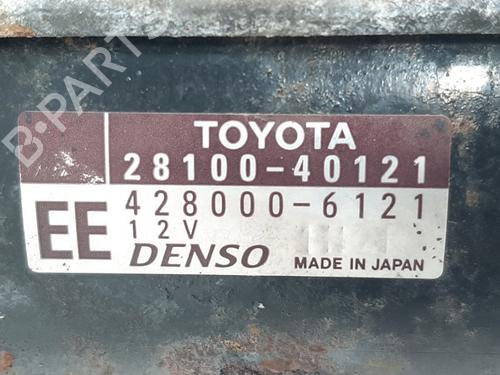 B-PARTS
TOYOTA
28100-40121
EE
428000-6121
12V
DENSO
MADE IN JAPAN